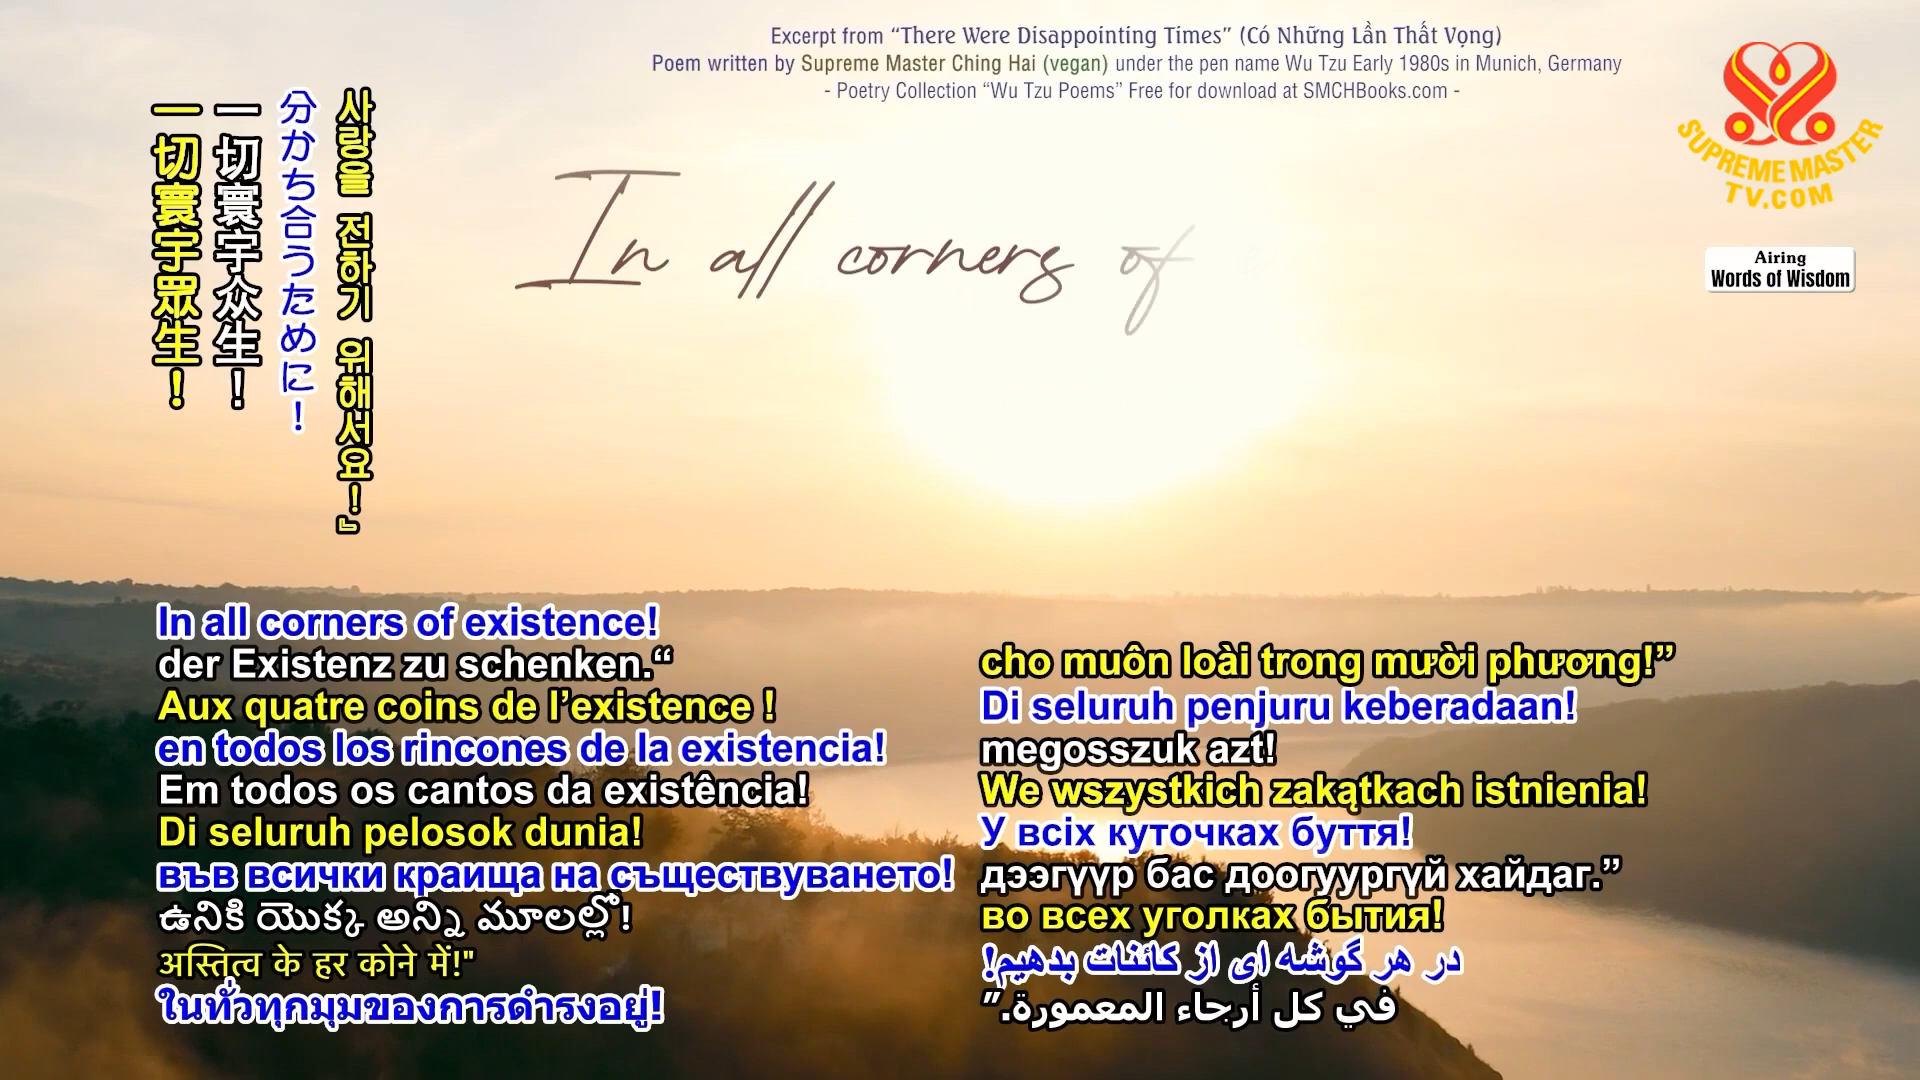 Excerpt from “There Were Disappointing Times” (Có Những Lần Thất Vọng)
Poem written by Supreme Master Ching Hai (vegan) under the pen name Wu Tzu Early 1980s in Munich, Germany
- Poetry Collection “Wu Tzu Poems” Free for download at SMCHBooks.com -
SUPREME MASTER
TV.COM
Airing
Words of Wisdom
In all corners of
사랑을 전하기 위해서요!』
分かち合うために!
一切寰宇众生!
一切寰宇眾生!
In all corners of existence!
der Existenz zu schenken.“
Aux quatre coins de l’existence !
en todos los rincones de la existencia!
Em todos os cantos da existência!
Di seluruh pelosok dunia!
във всички краища на съществуването!
ఉనికి యొక్క అన్ని మూలల్లో!
अस्तित्व के हर कोने में!"
ในทั่วทุกมุมของการดำรงอยู่!
cho muôn loài trong mười phương!”
Di seluruh penjuru keberadaan!
megosszuk azt!
We wszystkich zakątkach istnienia!
У всіх куточках буття!
дээгүүр бас доогуургүй хайдаг.”
во всех уголках бытия!
در هر گوشه ای از کائنات بدهیم!
في كل أرجاء المعمورة.”